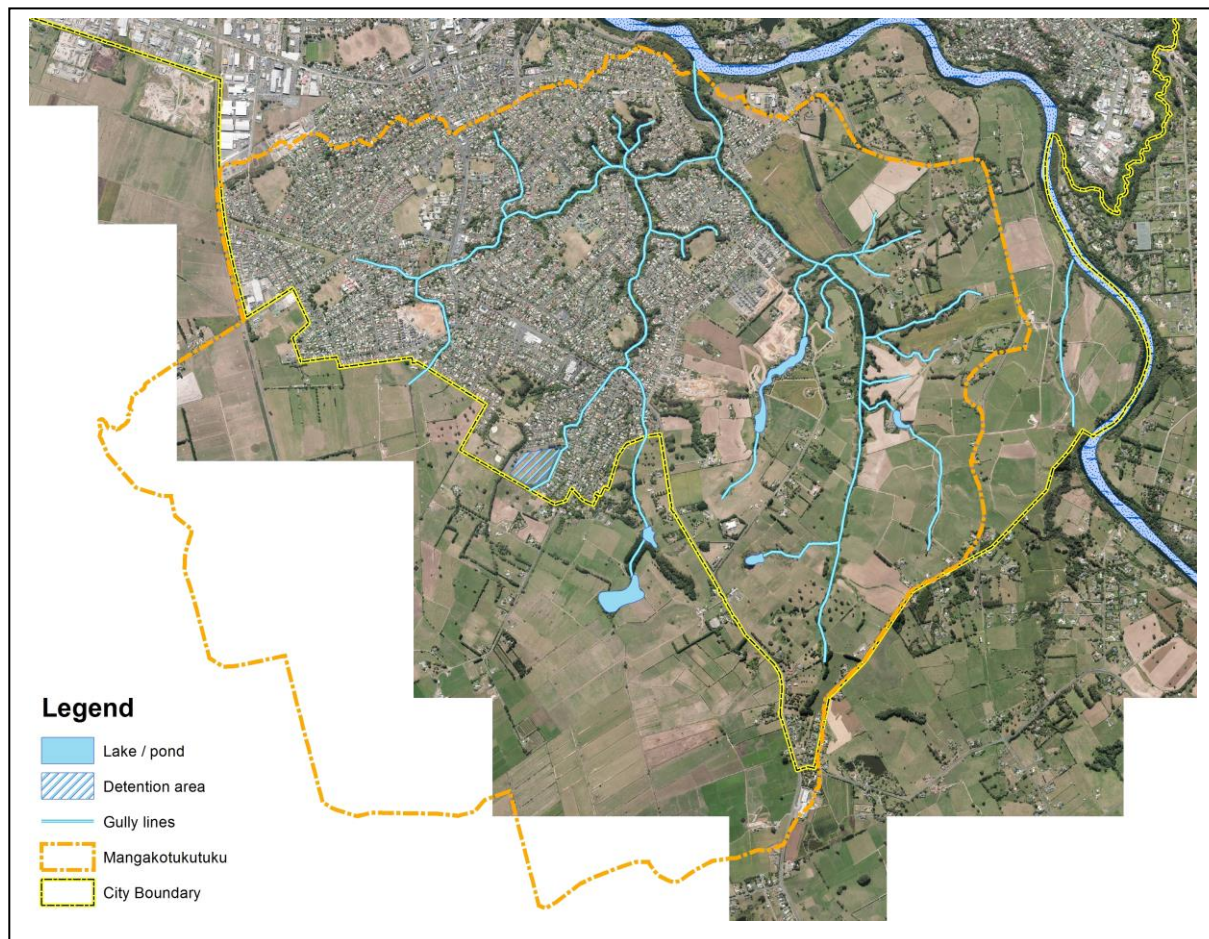 Legend
Lake / pond
Detention area
Gully lines
Mangakotukutuku
City Boundary